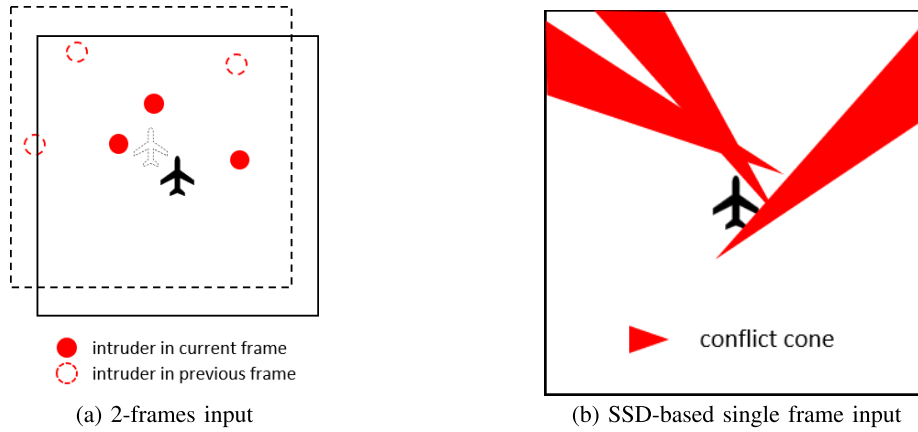 intruder in current frame
intruder in previous frame
(a) 2-frames input
conflict cone
(b) SSD-based single frame input